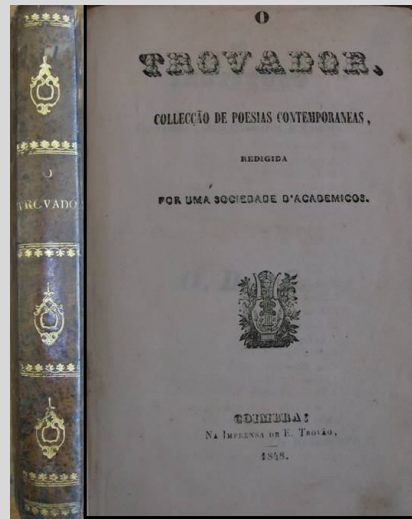 O
TROVADO
O
TROVADOR,
COLLECÇÃO DE POESIAS CONTEMPORANEAS,
REDIGIDA
POR UMA SOCIEDADE D'ACADEMICOS.
COIMBRA:
NA IMPRENSA DE E. TROVÃO,
1848.